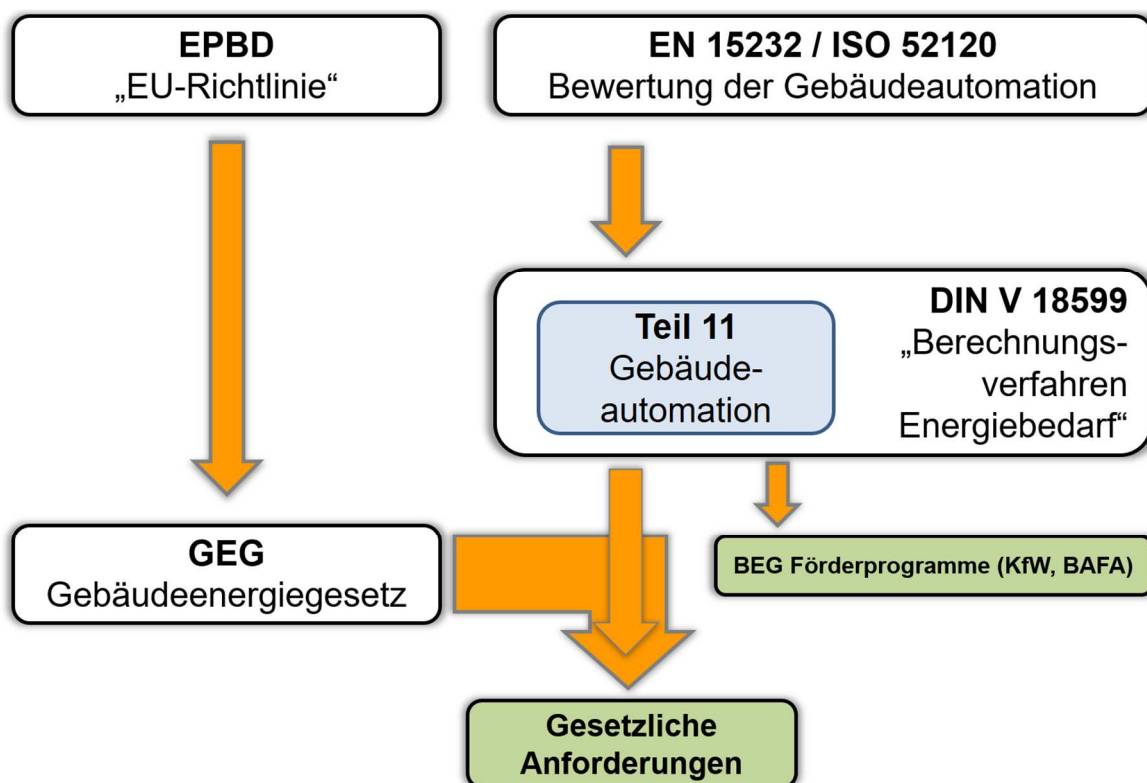 EPBD
„EU-Richtlinie“
EN 15232 / ISO 52120
Bewertung der Gebäudeautomation
Teil 11
Gebäude-
automation
DIN V 18599
„Berechnungs-
verfahren
Energiebedarf“
GEG
Gebäudeenergiegesetz
BEG Förderprogramme (KfW, BAFA)
Gesetzliche
Anforderungen